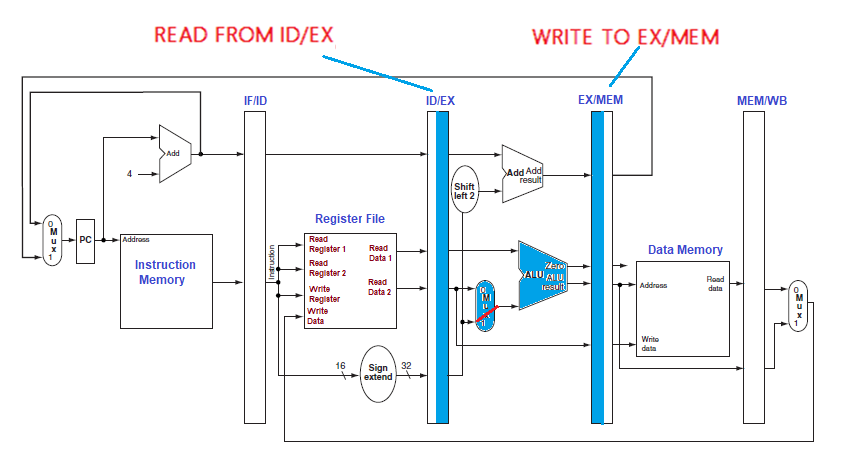 READ FROM ID/EX
WRITE TO EX/MEM
IF/ID
ID/EX
EX/MEM
MEM/WB
Add
4
Add Add
result
Shift
left 2
0
M
u
x
1
PC
Address
Instruction
Memory
Instruction
Register File
Read
Register 1
Read
Register 2
Write
Register
Write
Data
Read
Data 1
Read
Data 2
16
Sign
extend
32
0
M
u
x
1
ALU
Zero
ALU
result
Data Memory
Address
Read
data
Write
data
0
M
u
x
1